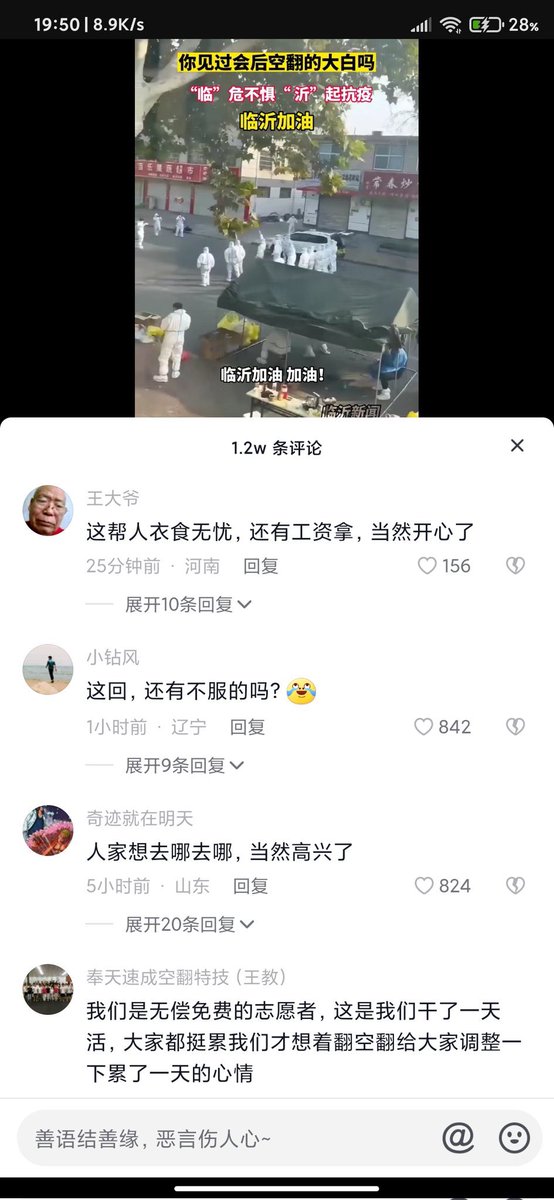 19:50 | 8.9K/s
28%
你见过会后空翻的大白吗
“临”危不惧“沂”起抗疫
临沂加油
常春炒
临沂加油 加油！
临沂新闻
1.2w 条评论
王大爷
这帮人衣食无忧，还有工资拿，当然开心了
25分钟前 · 河南 回复
156
展开10条回复
小钻风
这回，还有不服的吗？😂
1小时前 · 辽宁 回复
842
展开9条回复
奇迹就在明天
人家想去哪去哪，当然高兴了
5小时前 · 山东 回复
824
展开20条回复
奉天速成空翻特技（王教）
我们是无偿免费的志愿者，这是我们干了一天
活，大家都挺累我们才想着翻空翻给大家调整一
下累了一天的心情
善语结善缘，恶言伤人心~
@